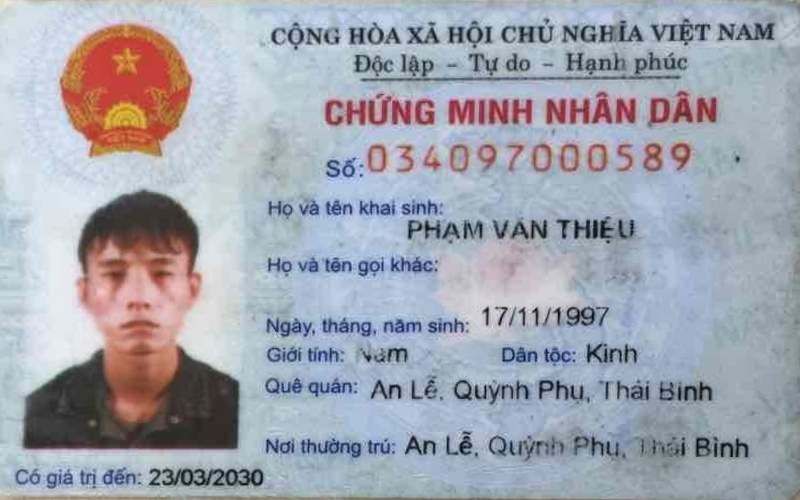 CỘNG HÒA XÃ HỘI CHỦ NGHĨA VIỆT NAM
Độc lập - Tự do - Hạnh phúc
CHỨNG MINH NHÂN DÂN
Số: 034097000589
Họ và tên khai sinh:
PHẠM VĂN THIỆU
Họ và tên gọi khác:
Ngày, tháng, năm sinh: 17/11/1997
Giới tính: Nam Dân tộc: Kinh
Quê quán: An Lễ, Quỳnh Phụ, Thái Bình
Nơi thường trú: An Lễ, Quỳnh Phụ, Thái Bình
Có giá trị đến: 23/03/2030